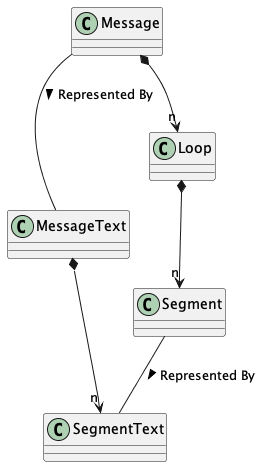 C Message
> Represented By
n
C Loop
C MessageText
n
C Segment
> Represented By
n
C SegmentText